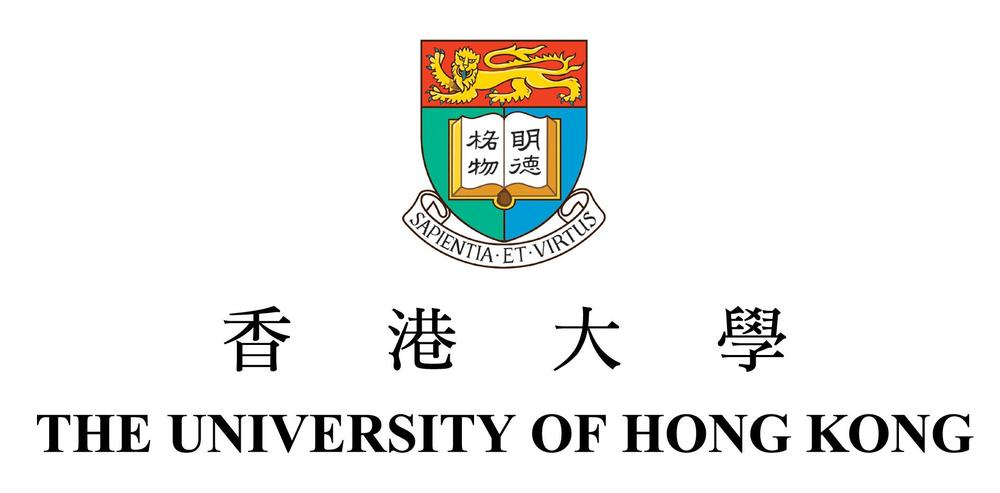 明德
格物
SAPIENTIA·ET·VIRTUS
香港大學
THE UNIVERSITY OF HONG KONG